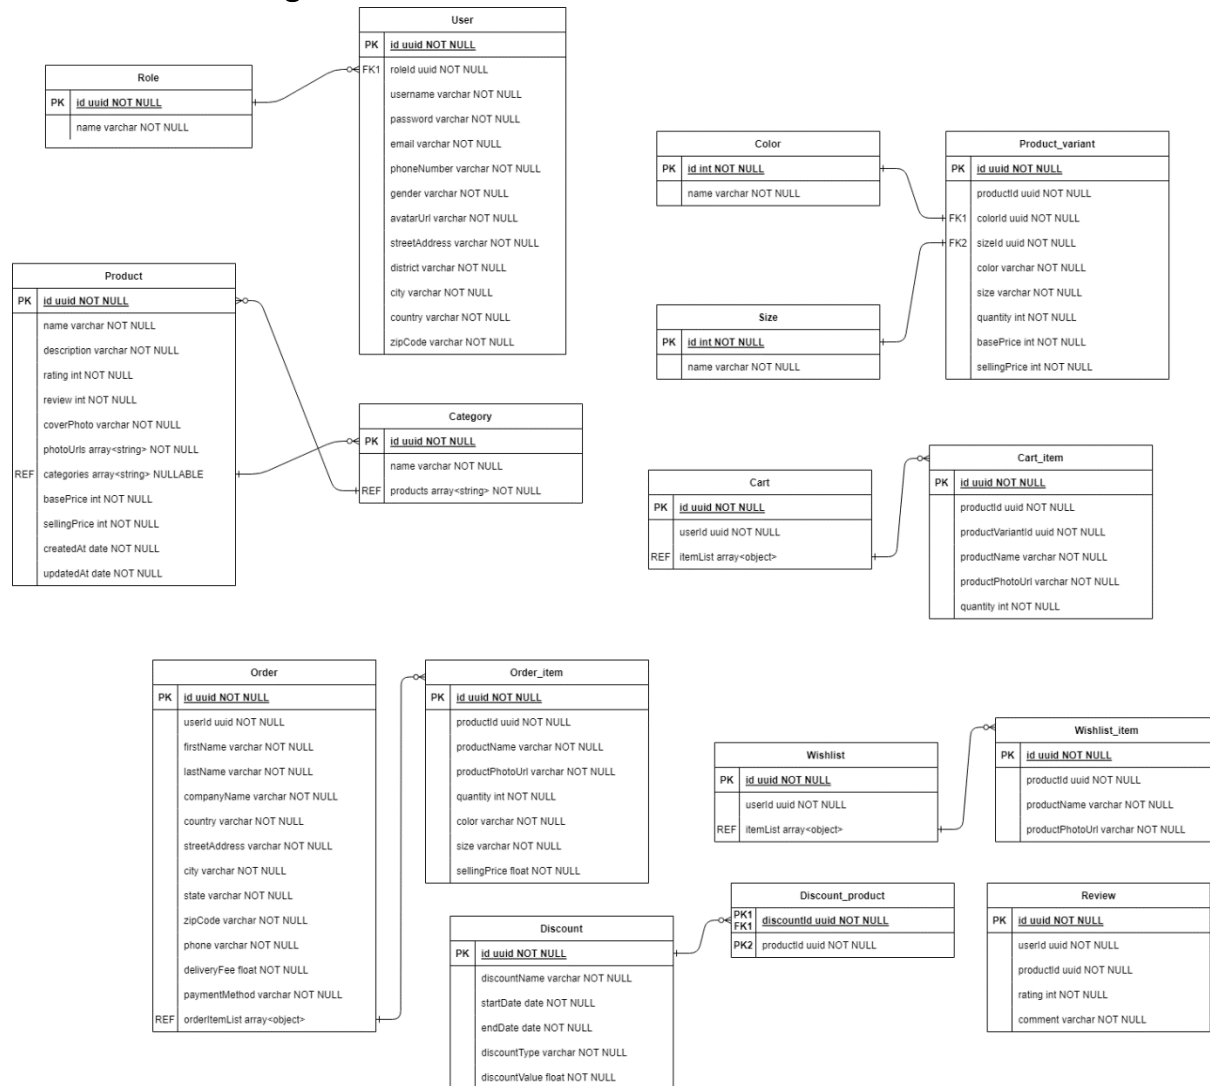 User
PK id uuid NOT NULL
FK1 roleId uuid NOT NULL
username varchar NOT NULL
password varchar NOT NULL
email varchar NOT NULL
phoneNumber varchar NOT NULL
gender varchar NOT NULL
avatarUrl varchar NOT NULL
streetAddress varchar NOT NULL
district varchar NOT NULL
city varchar NOT NULL
country varchar NOT NULL
zipCode varchar NOT NULL
Role
PK id uuid NOT NULL
name varchar NOT NULL
Color
PK id int NOT NULL
name varchar NOT NULL
Product_variant
PK id uuid NOT NULL
productId uuid NOT NULL
FK1 colorId uuid NOT NULL
FK2 sizeId uuid NOT NULL
color varchar NOT NULL
size varchar NOT NULL
quantity int NOT NULL
basePrice int NOT NULL
sellingPrice int NOT NULL
Size
PK id int NOT NULL
name varchar NOT NULL
Product
PK id uuid NOT NULL
name varchar NOT NULL
description varchar NOT NULL
rating int NOT NULL
review int NOT NULL
coverPhoto varchar NOT NULL
photoUrls array<string> NOT NULL
REF categories array<string> NULLABLE
basePrice int NOT NULL
sellingPrice int NOT NULL
createdAt date NOT NULL
updatedAt date NOT NULL
Category
PK id uuid NOT NULL
name varchar NOT NULL
REF products array<string> NOT NULL
Cart
PK id uuid NOT NULL
userId uuid NOT NULL
REF itemList array<object>
Cart_item
PK id uuid NOT NULL
productId uuid NOT NULL
productVariantId uuid NOT NULL
productName varchar NOT NULL
productPhotoUrl varchar NOT NULL
quantity int NOT NULL
Order
PK id uuid NOT NULL
userId uuid NOT NULL
firstName varchar NOT NULL
lastName varchar NOT NULL
companyName varchar NOT NULL
country varchar NOT NULL
streetAddress varchar NOT NULL
city varchar NOT NULL
state varchar NOT NULL
zipCode varchar NOT NULL
phone varchar NOT NULL
deliveryFee float NOT NULL
paymentMethod varchar NOT NULL
REF orderItemList array<object>
Order_item
PK id uuid NOT NULL
productId uuid NOT NULL
productName varchar NOT NULL
productPhotoUrl varchar NOT NULL
quantity int NOT NULL
color varchar NOT NULL
size varchar NOT NULL
sellingPrice float NOT NULL
Wishlist
PK id uuid NOT NULL
userId uuid NOT NULL
REF itemList array<object>
Wishlist_item
PK id uuid NOT NULL
productId uuid NOT NULL
productName varchar NOT NULL
productPhotoUrl varchar NOT NULL
Discount
PK id uuid NOT NULL
discountName varchar NOT NULL
startDate date NOT NULL
endDate date NOT NULL
discountType varchar NOT NULL
discountValue float NOT NULL
Discount_product
PK1
FK1 discountId uuid NOT NULL
PK2 productId uuid NOT NULL
Review
PK id uuid NOT NULL
userId uuid NOT NULL
productId uuid NOT NULL
rating int NOT NULL
comment varchar NOT NULL